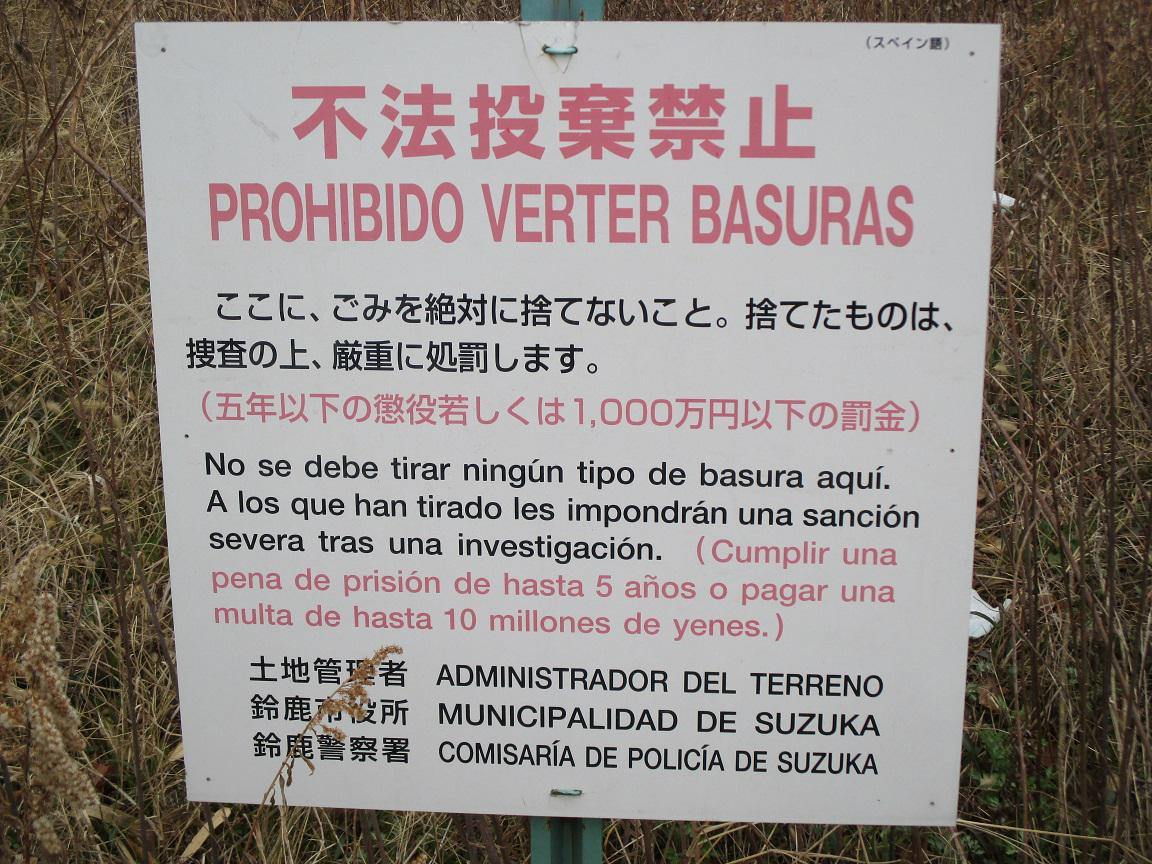 （スペイン語）
不法投棄禁止
PROHIBIDO VERTER BASURAS
ここに、ごみを絶対に捨てないこと。捨てたものは、
捜査の上、厳重に処罰します。
（五年以下の懲役若しくは1,000万円以下の罰金）
No se debe tirar ningún tipo de basura aquí.
A los que han tirado les impondrán una sanción
severa tras una investigación. (Cumplir una
pena de prisión de hasta 5 años o pagar una
multa de hasta 10 millones de yenes.)
土地管理者 ADMINISTRADOR DEL TERRENO
鈴鹿市役所 MUNICIPALIDAD DE SUZUKA
鈴鹿警察署 COMISARÍA DE POLICÍA DE SUZUKA